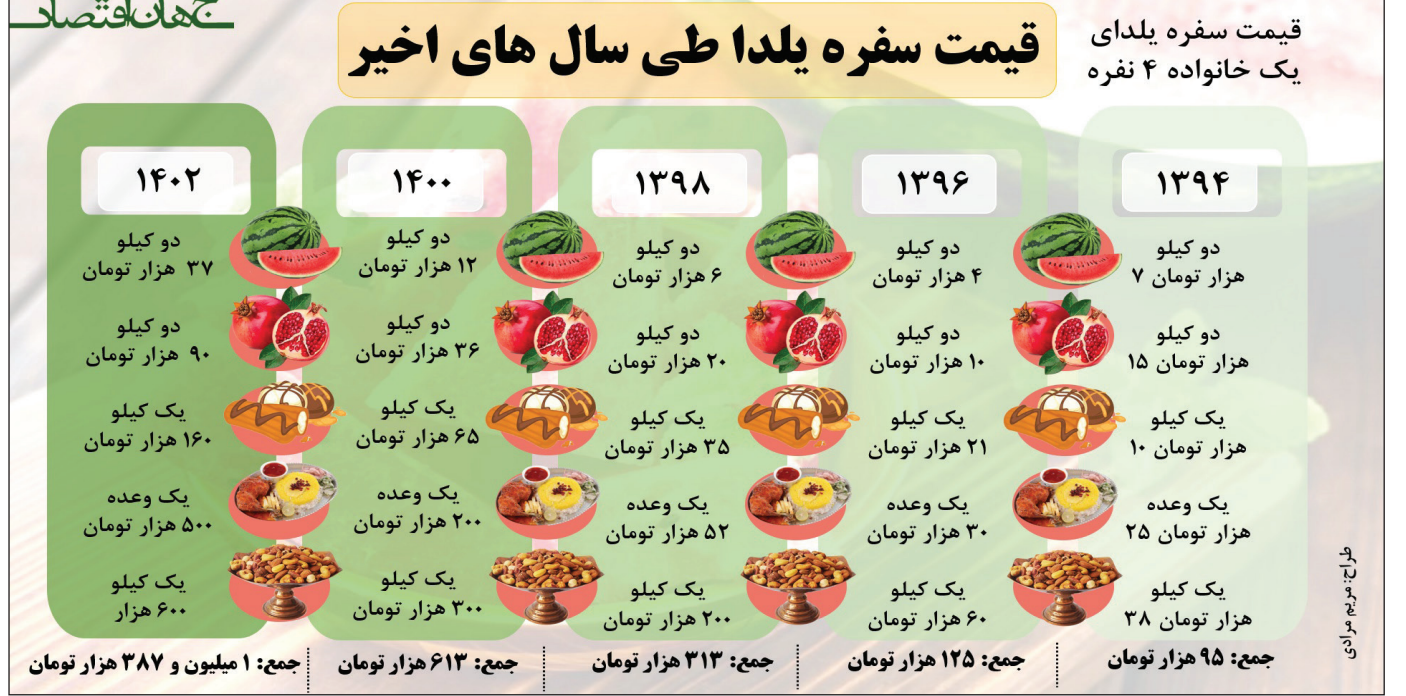 جهان اقتصاد
قیمت سفره یلدای
یک خانواده ۴ نفره
قیمت سفره یلدا طی سال های اخیر
۱۳۹۴
دو کیلو
هزار تومان ۷
دو کیلو
هزار تومان ۱۵
یک کیلو
هزار تومان ۱۰
یک وعده
هزار تومان ۲۵
یک کیلو
هزار تومان ۳۸
جمع: ۹۵ هزار تومان
۱۳۹۶
دو کیلو
۴ هزار تومان
دو کیلو
۱۰ هزار تومان
یک کیلو
۲۱ هزار تومان
یک وعده
۳۰ هزار تومان
یک کیلو
۶۰ هزار تومان
جمع: ۱۲۵ هزار تومان
۱۳۹۸
دو کیلو
۶ هزار تومان
دو کیلو
۲۰ هزار تومان
یک کیلو
۳۵ هزار تومان
یک وعده
۵۲ هزار تومان
یک کیلو
۲۰۰ هزار تومان
جمع: ۳۱۳ هزار تومان
۱۴۰۰
دو کیلو
۱۲ هزار تومان
دو کیلو
۳۶ هزار تومان
یک کیلو
۶۵ هزار تومان
یک وعده
۲۰۰ هزار تومان
یک کیلو
۳۰۰ هزار تومان
جمع: ۶۱۳ هزار تومان
۱۴۰۲
دو کیلو
۳۷ هزار تومان
دو کیلو
۹۰ هزار تومان
یک کیلو
۱۶۰ هزار تومان
یک وعده
۵۰۰ هزار تومان
یک کیلو
۶۰۰ هزار
جمع: ۱ میلیون و ۳۸۷ هزار تومان
طراح: مریم مرادی